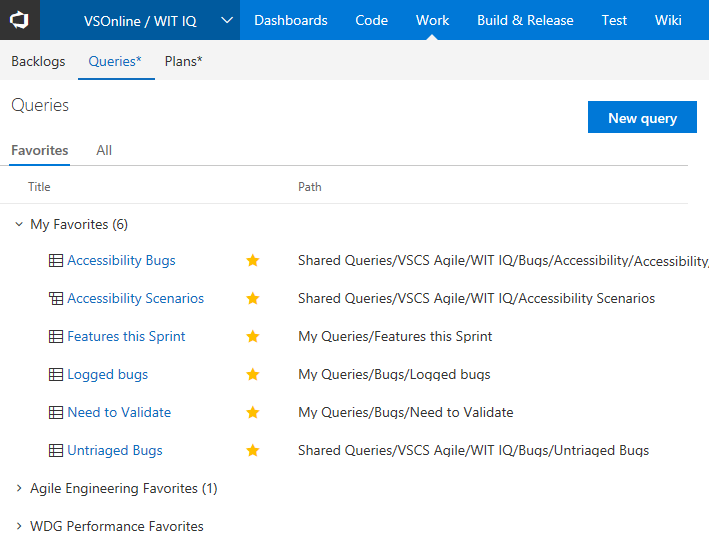 VSOnline / WIT IQ Dashboards Code Work Build & Release Test Wiki
Backlogs Queries* Plans*
Queries
New query
Favorites All
Title Path
My Favorites (6)
Accessibility Bugs Shared Queries/VSCS Agile/WIT IQ/Bugs/Accessibility/Accessibility,
Accessibility Scenarios Shared Queries/VSCS Agile/WIT IQ/Accessibility Scenarios
Features this Sprint My Queries/Features this Sprint
Logged bugs My Queries/Bugs/Logged bugs
Need to Validate My Queries/Bugs/Need to Validate
Untriaged Bugs Shared Queries/VSCS Agile/WIT IQ/Bugs/Untriaged Bugs
Agile Engineering Favorites (1)
WDG Performance Favorites